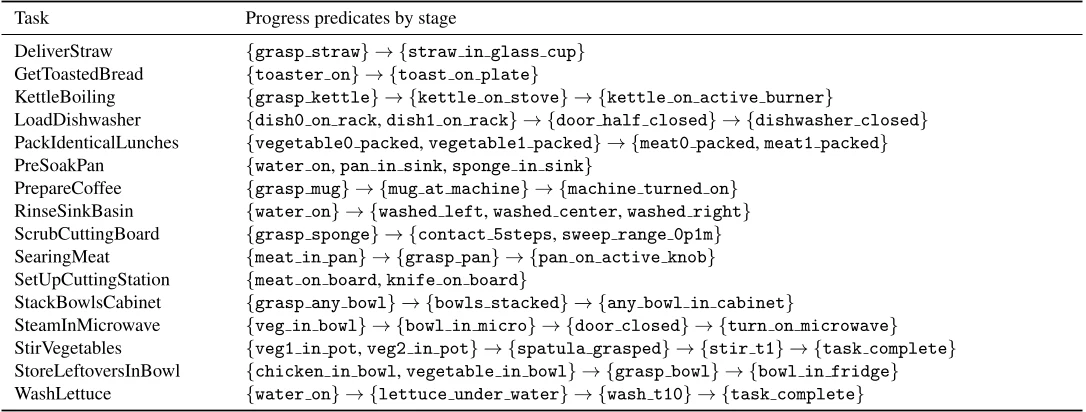 Task Progress predicates by stage
DeliverStraw {grasp_straw} → {straw_in_glass_cup}
GetToastedBread {toaster_on} → {toast_on_plate}
KettleBoiling {grasp_kettle} → {kettle_on_stove} → {kettle_on_active_burner}
LoadDishwasher {dish0_on_rack, dish1_on_rack} → {door_half_closed} → {dishwasher_closed}
PackIdenticalLunches {vegetable0_packed, vegetable1_packed} → {meat0_packed, meat1_packed}
PreSoakPan {water_on, pan_in_sink, sponge_in_sink}
PrepareCoffee {grasp_mug} → {mug_at_machine} → {machine_turned_on}
RinseSinkBasin {water_on} → {washed_left, washed_center, washed_right}
ScrubCuttingBoard {grasp_sponge} → {contact_5steps, sweep_range_0p1m}
SearingMeat {meat_in_pan} → {grasp_pan} → {pan_on_active_knob}
SetUpCuttingStation {meat_on_board, knife_on_board}
StackBowlsCabinet {grasp_any_bowl} → {bowls_stacked} → {any_bowl_in_cabinet}
SteamInMicrowave {veg_in_bowl} → {bowl_in_micro} → {door_closed} → {turn_on_microwave}
StirVegetables {veg1_in_pot, veg2_in_pot} → {spatula_grasped} → {stir_t1} → {task_complete}
StoreLeftoversInBowl {chicken_in_bowl, vegetable_in_bowl} → {grasp_bowl} → {bowl_in_fridge}
WashLettuce {water_on} → {lettuce_under_water} → {wash_t10} → {task_complete}